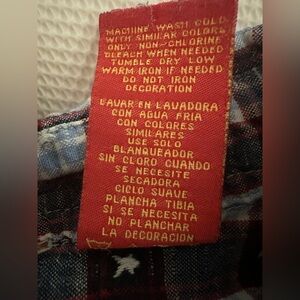 MACHINE WASH COLD
WITH SIMILAR COLORS
ONLY NON-CHLORINE
BLEACH WHEN NEEDED
TUMBLE DRY LOW
WARM IRON IF NEEDED
DO NOT IRON
DECORATION
LAVAR EN LAVADORA
CON AGUA FRIA
CON COLORES
SIMILARES
USE SOLO
BLANQUEADOR
SIN CLORO CUANDO
SE NECESITE
SECADORA
CICLO SUAVE
PLANCHA TIBIA
SI SE NECESITA
NO PLANCHAR
LA DECORACION